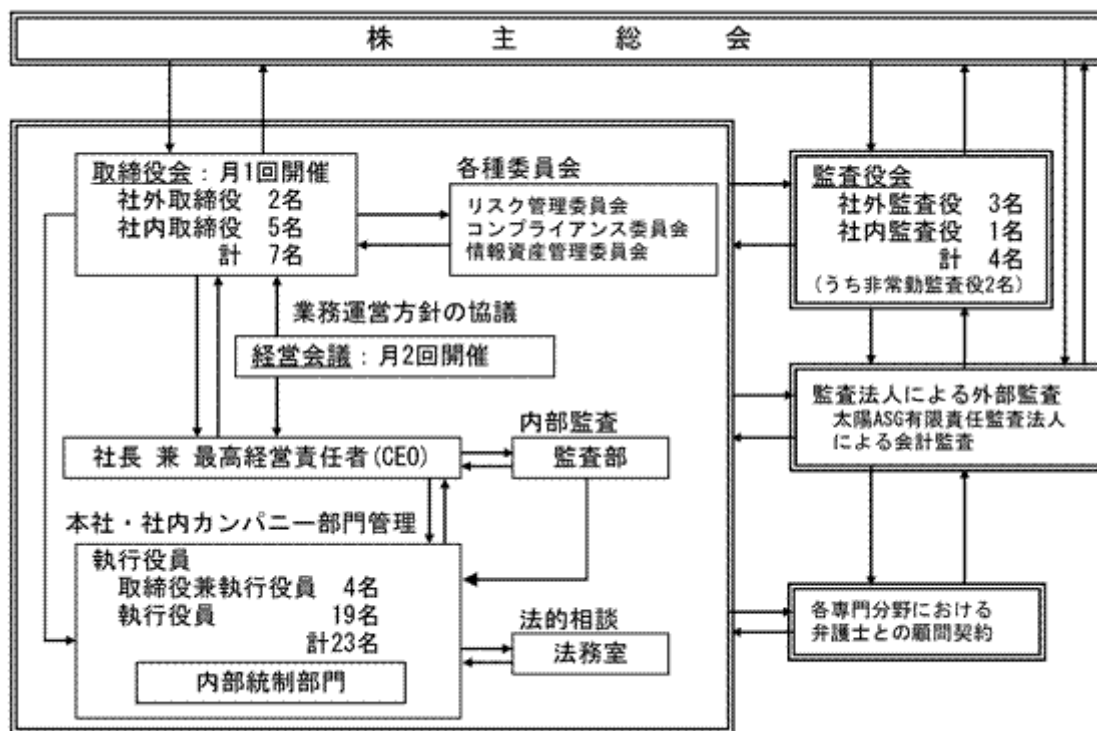 株主総会
取締役会：月1回開催
社外取締役 2名
社内取締役 5名
計 7名
各種委員会
リスク管理委員会
コンプライアンス委員会
情報資産管理委員会
監査役会
社外監査役 3名
社内監査役 1名
計 4名
(うち非常勤監査役2名)
業務運営方針の協議
経営会議：月2回開催
監査法人による外部監査
太陽ASG有限責任監査法人
による会計監査
社長 兼 最高経営責任者(CEO)
内部監査
監査部
本社・社内カンパニー部門管理
執行役員
取締役兼執行役員 4名
執行役員 19名
計23名
内部統制部門
法的相談
法務室
各専門分野における
弁護士との顧問契約